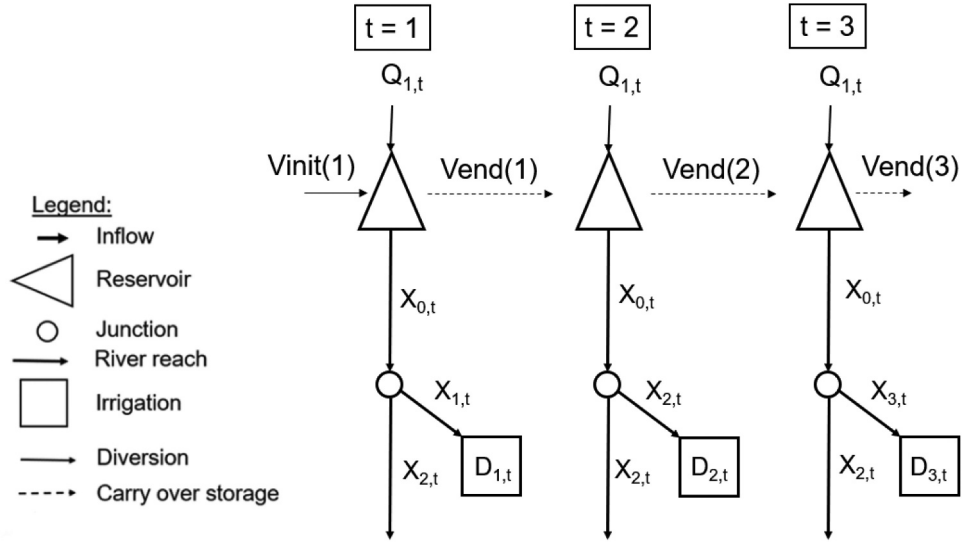 t = 1
t = 2
t = 3
Q1,t
Q1,t
Q1,t
Vinit(1)
Vend(1)
Vend(2)
Vend(3)
Legend:
Inflow
Reservoir
Junction
River reach
Irrigation
Diversion
Carry over storage
X0,t
X0,t
X0,t
X1,t
X2,t
X3,t
X2,t
D1,t
X2,t
D2,t
X2,t
D3,t